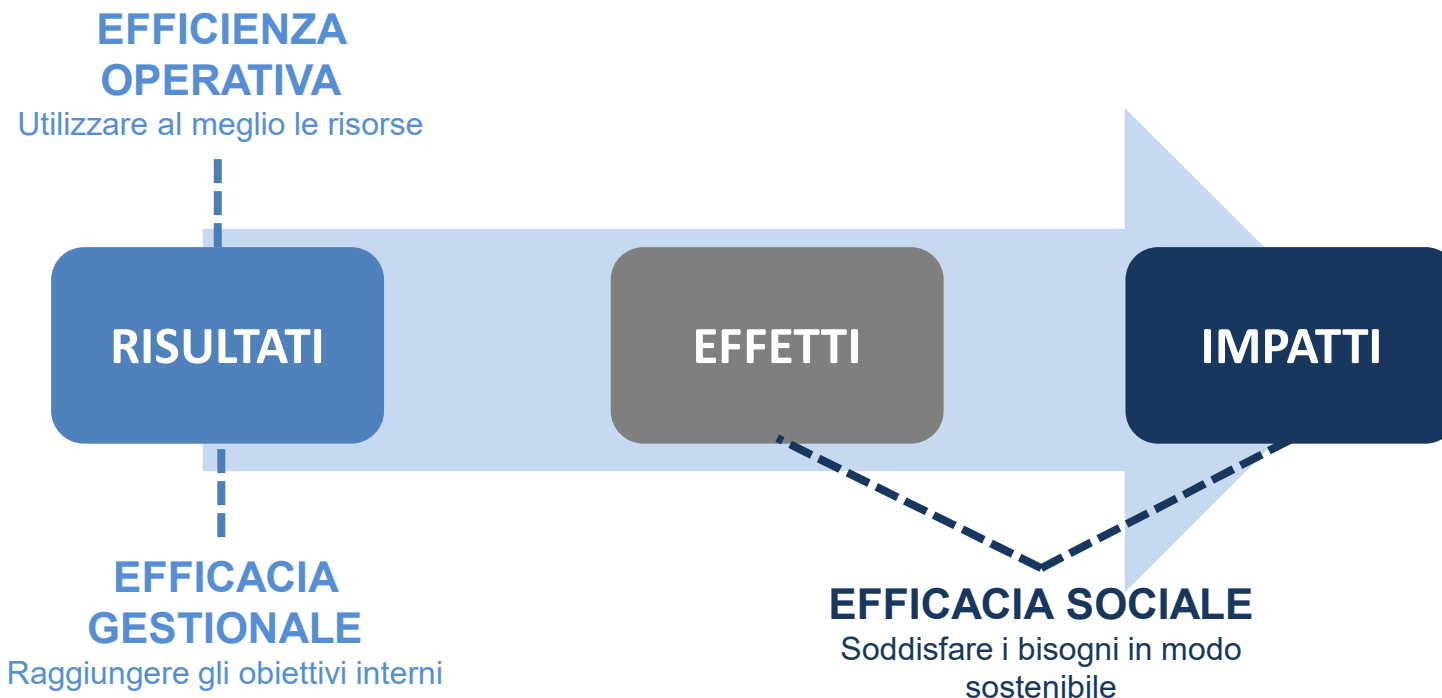 EFFICIENZA
OPERATIVA
Utilizzare al meglio le risorse
RISULTATI
EFFETTI
IMPATTI
EFFICACIA
GESTIONALE
Raggiungere gli obiettivi interni
EFFICACIA SOCIALE
Soddisfare i bisogni in modo
sostenibile